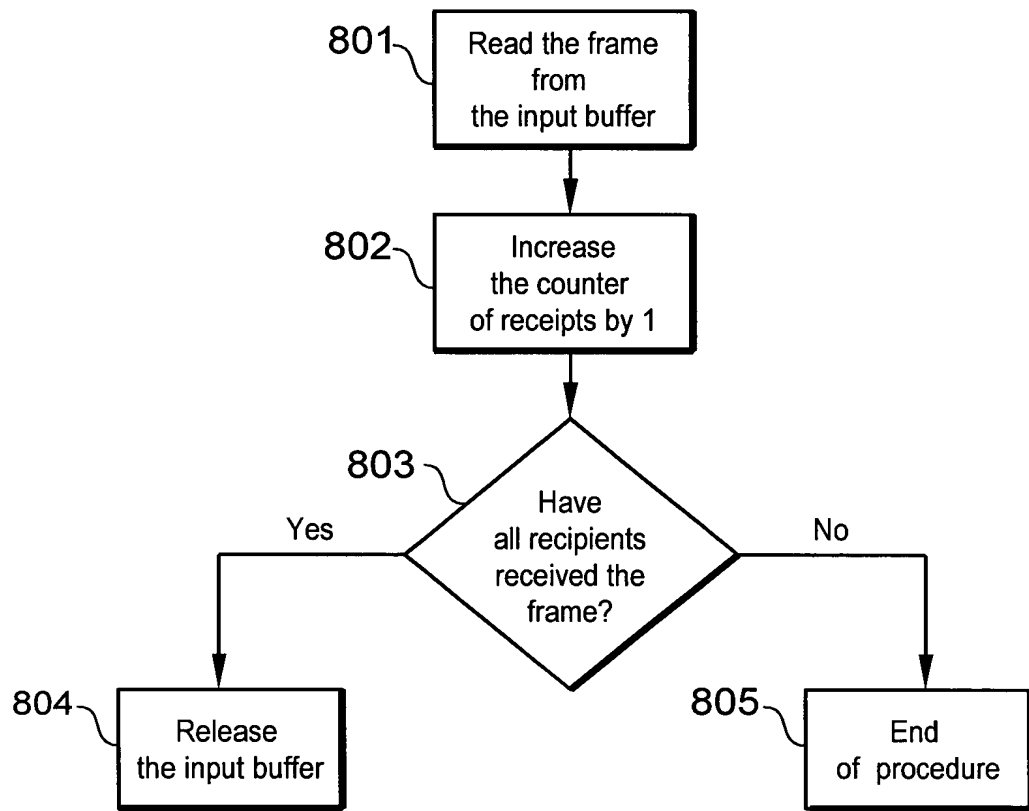 801
Read the frame
from
the input buffer
802
Increase
the counter
of receipts by 1
803
Have
all recipients
received the
frame?
Yes
No
804
Release
the input buffer
805
End
of procedure